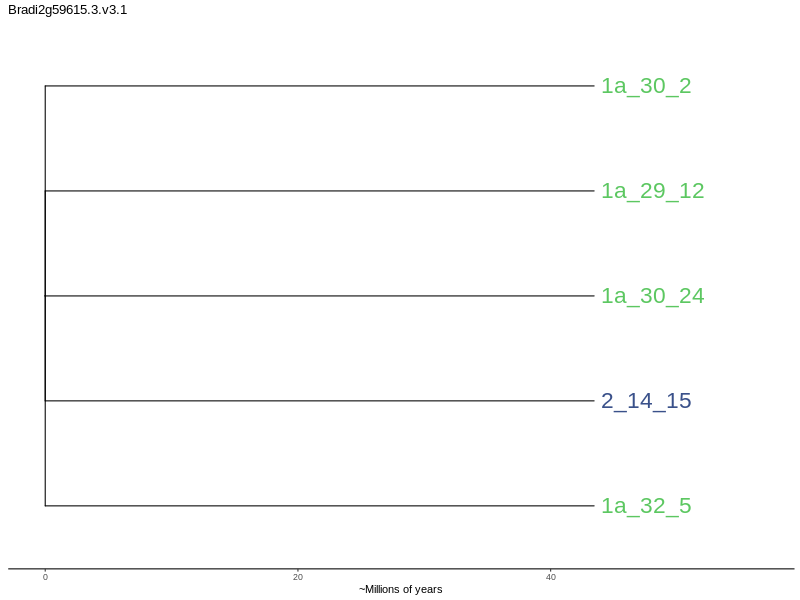 Bradi2g59615.3.v3.1
1a_30_2
1a_29_12
1a_30_24
2_14_15
1a_32_5
0 20 40
~Millions of years